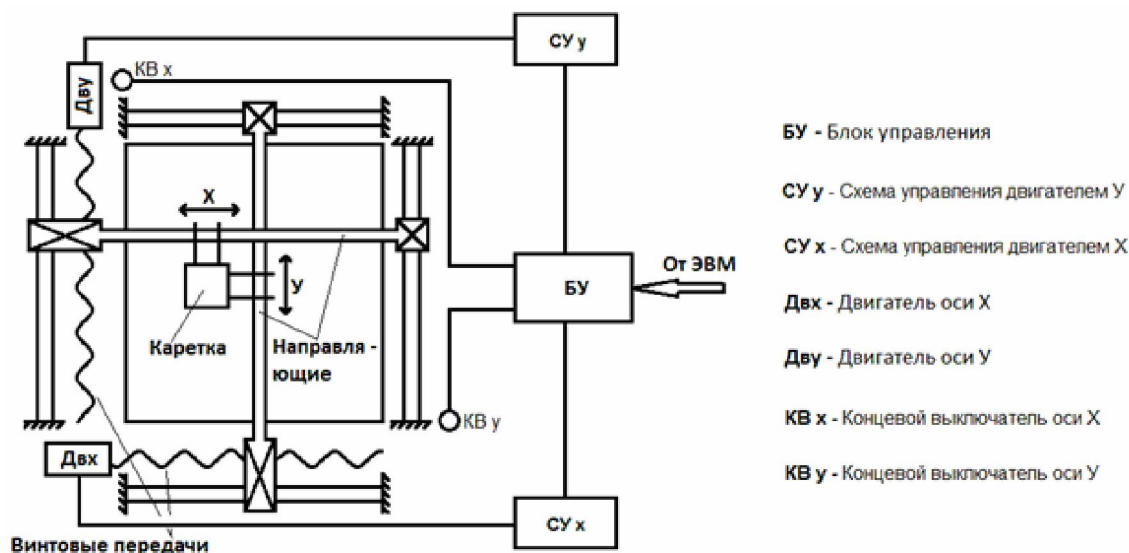 СУ у
КВ х
Дву
Х
У
Каретка
Направля -
ющие
КВ у
Двх
Винтовые передачи
СУ х
БУ
От ЭВМ
БУ - Блок управления
СУ у - Схема управления двигателем У
СУ х - Схема управления двигателем Х
Двх - Двигатель оси Х
Дву - Двигатель оси У
КВ х - Концевой выключатель оси Х
КВ у - Концевой выключатель оси У